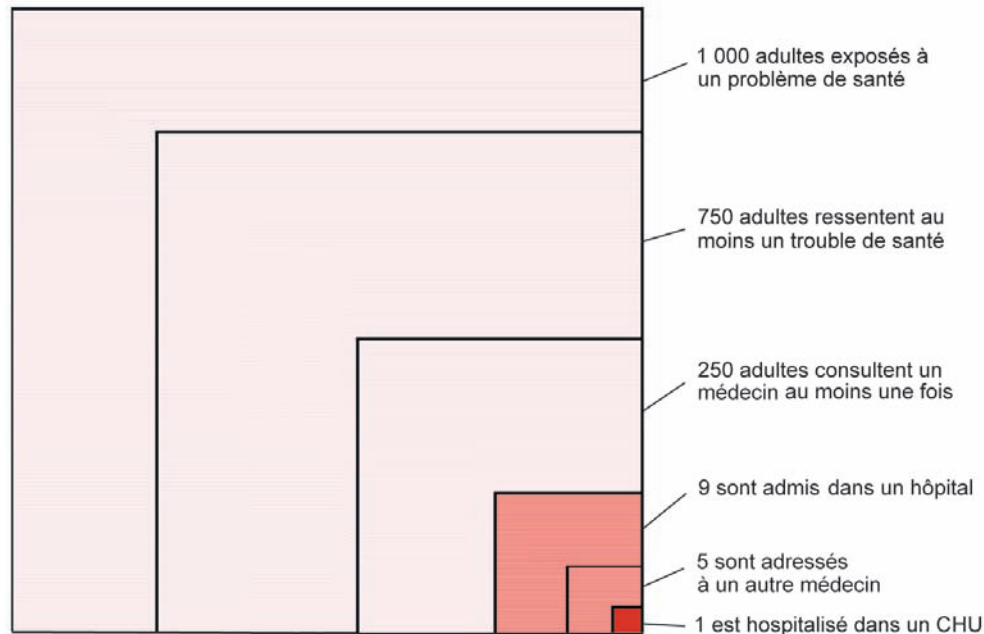 1 000 adultes exposés à
un problème de santé
750 adultes ressentent au
moins un trouble de santé
250 adultes consultent un
médecin au moins une fois
9 sont admis dans un hôpital
5 sont adressés
à un autre médecin
1 est hospitalisé dans un CHU